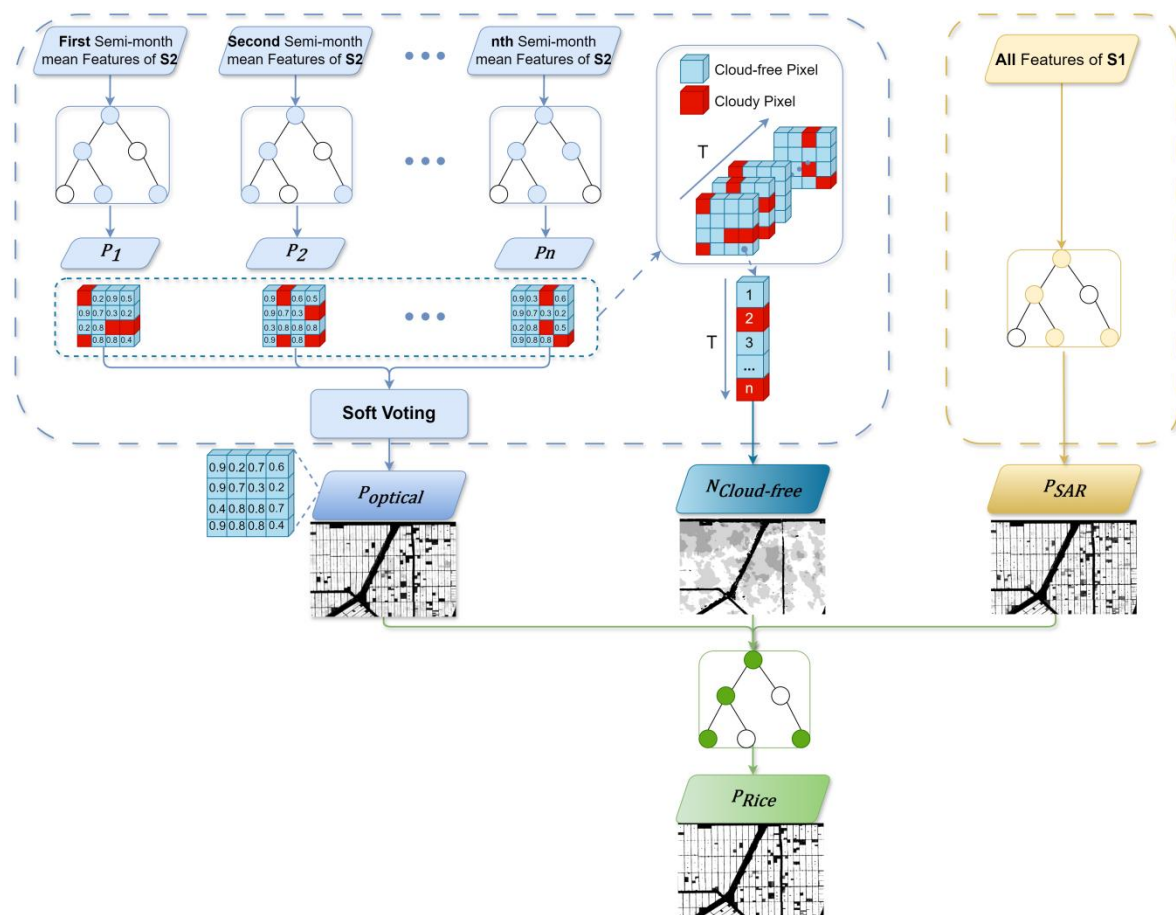 First Semi-month
mean Features of S2
Second Semi-month
mean Features of S2
nth Semi-month
mean Features of S2
All Features of S1
Cloud-free Pixel
Cloudy Pixel
T
P1
P2
Pn
0.2 0.9 0.5
0.9 0.7 0.3 0.2
0.2 0.8
0.8 0.8 0.4
0.9 0.6 0.5
0.9 0.7 0.3
0.3 0.8 0.8 0.8
0.9 0.8
0.9 0.3 0.6
0.9 0.7 0.3 0.2
0.2 0.8 0.5
0.9 0.8 0.8
T
1
2
3
...
n
Soft Voting
0.9 0.2 0.7 0.6
0.9 0.7 0.3 0.2
0.4 0.8 0.8 0.7
0.9 0.8 0.8 0.4
Poptical
NCloud-free
PSAR
PRice